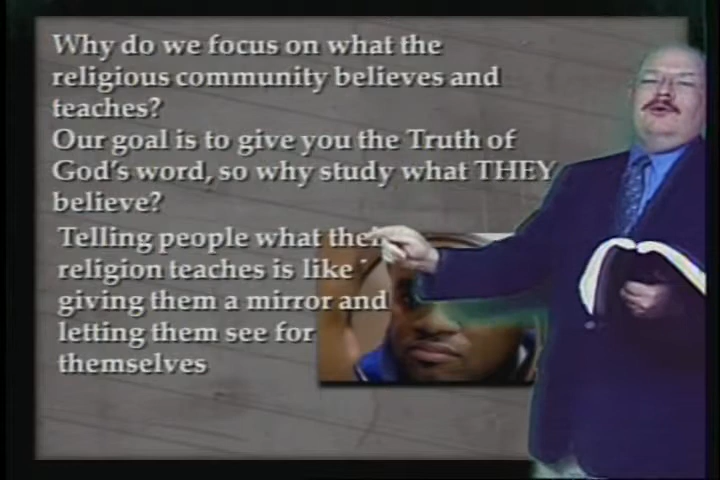 Why do we focus on what the
religious community believes and
teaches?
Our goal is to give you the Truth of
God's word, so why study what THEY
believe?
Telling people what their
religion teaches is like
giving them a mirror and
letting them see for
themselves